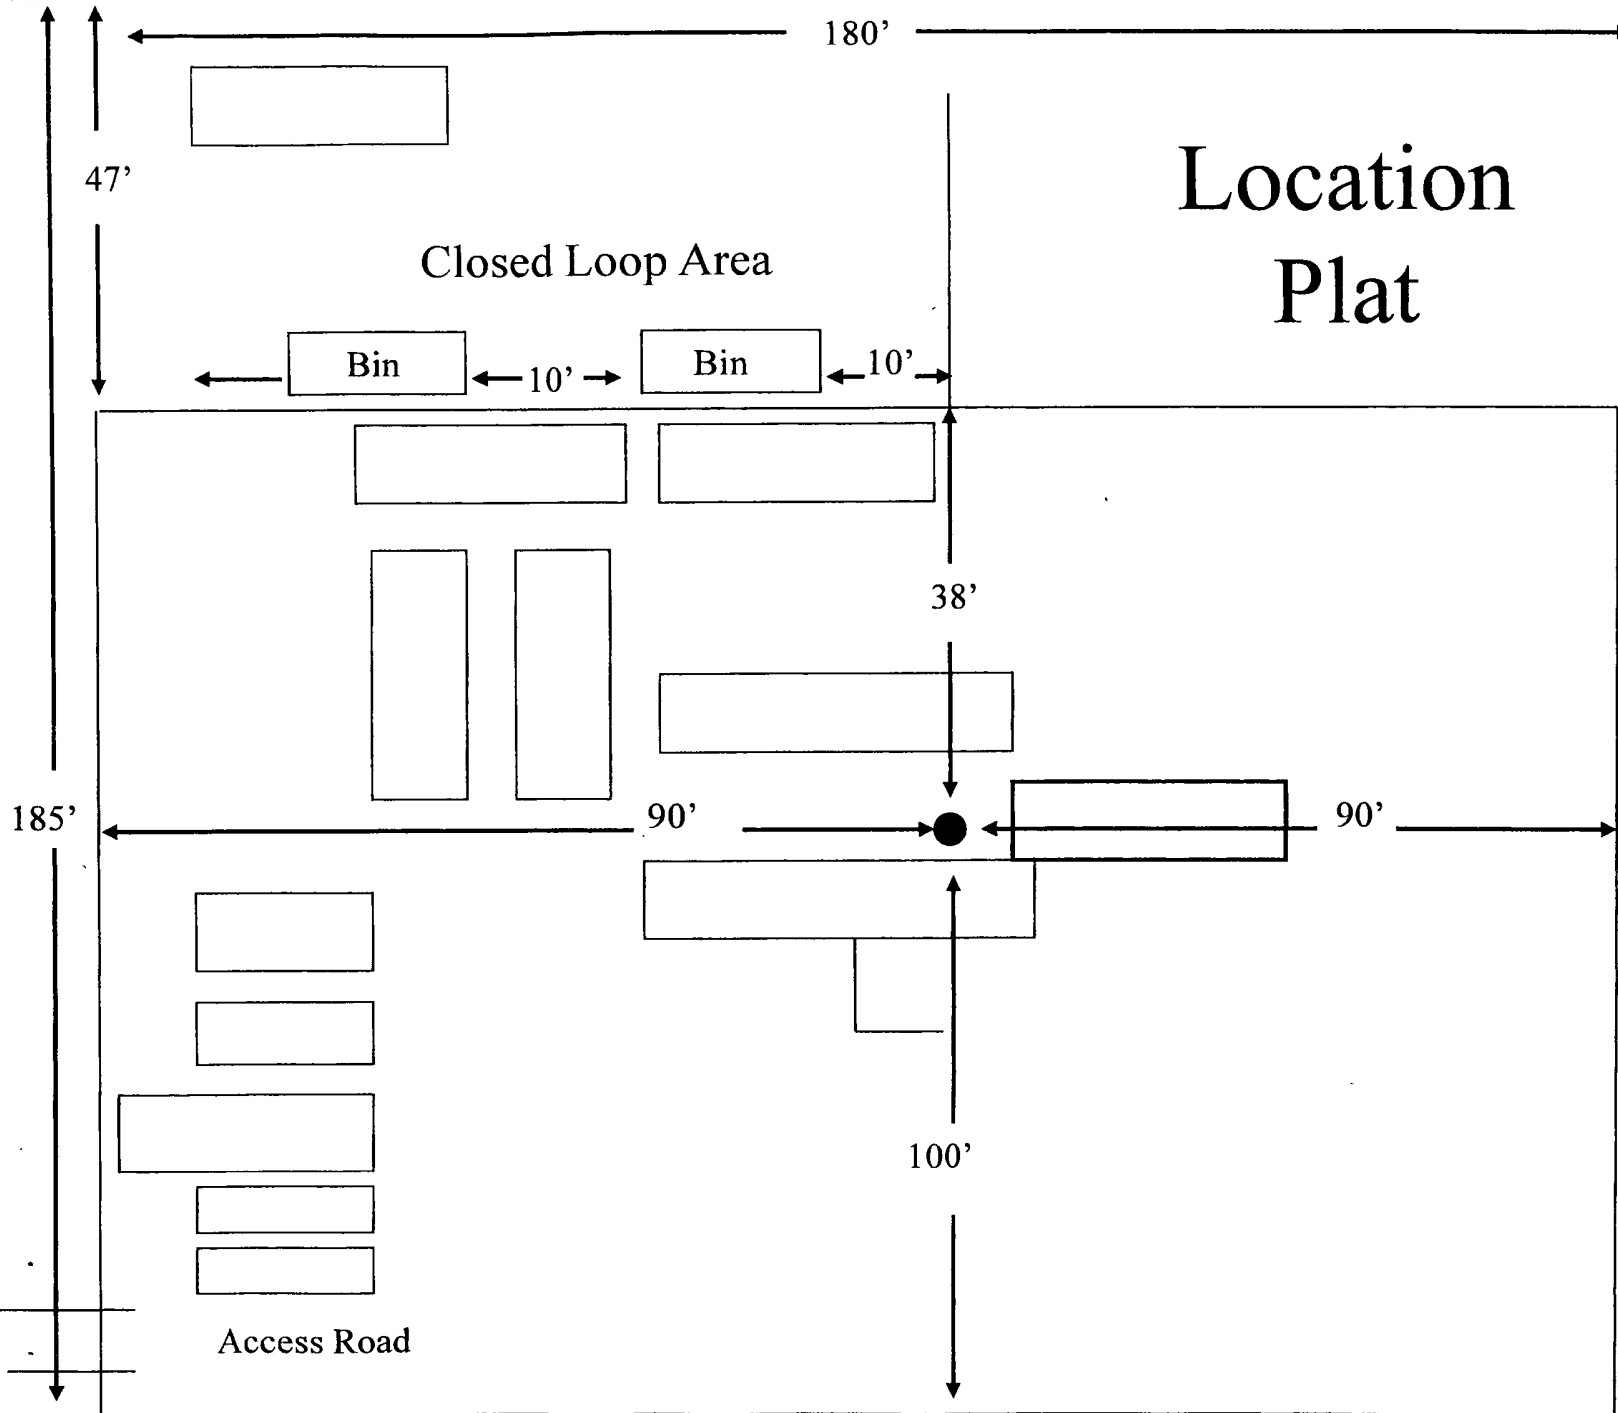 180’
47’
Location
Plat
Closed Loop Area
Bin
10’
Bin
10’
38’
185’
90’
90’
100’
Access Road